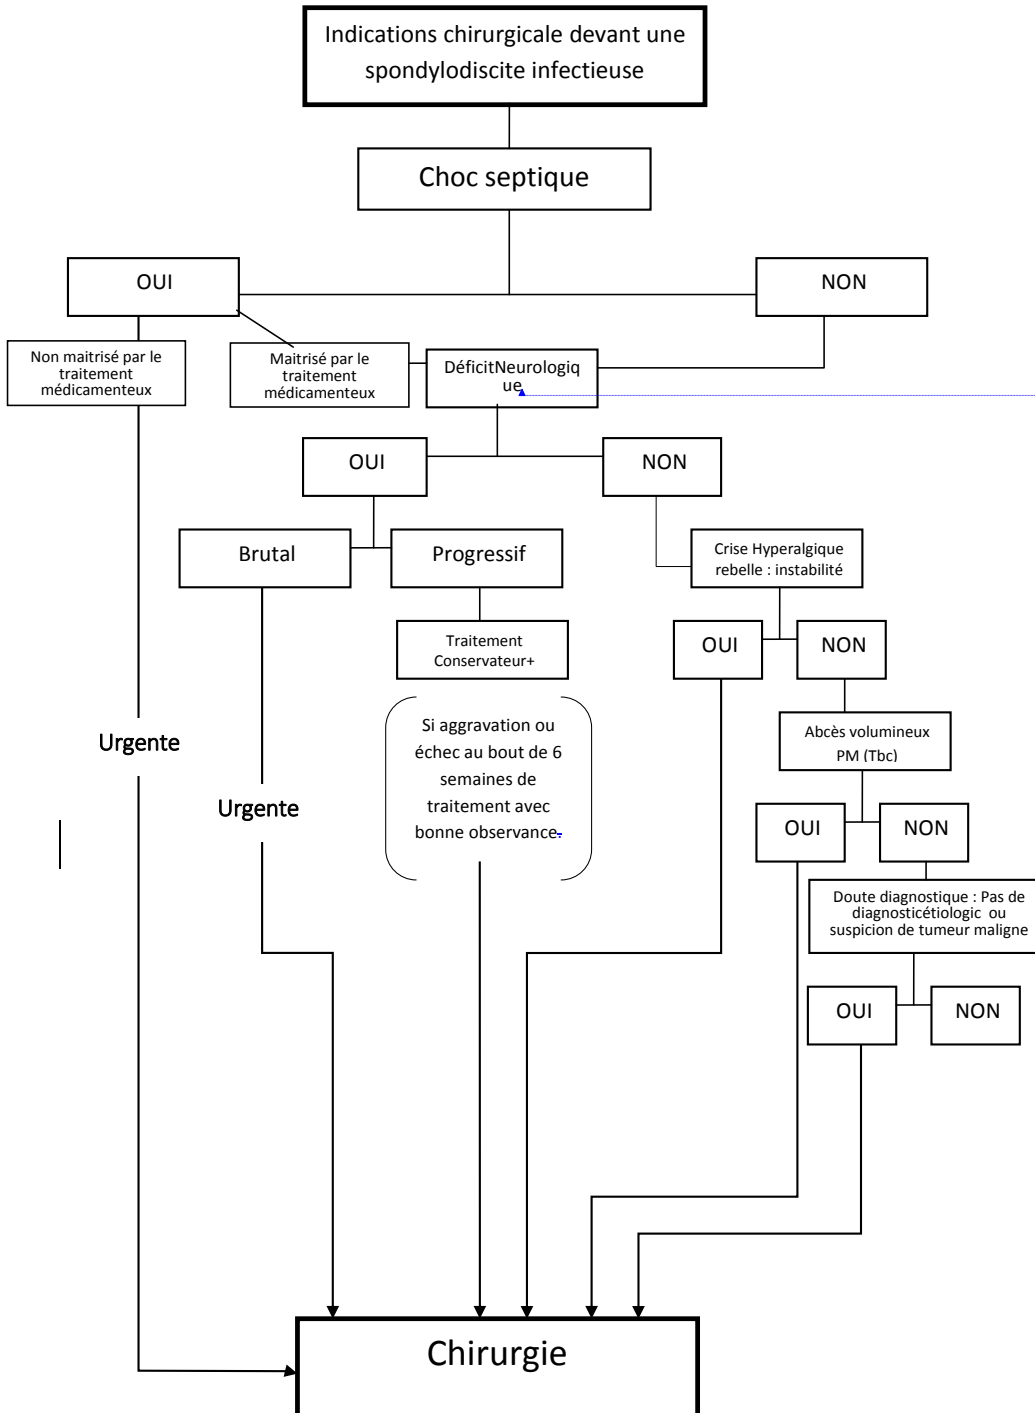 Indications chirurgicale devant une
spondylodiscite infectieuse
Choc septique
OUI
NON
Non maitrisé par le
traitement
médicamenteux
Maitrisé par le
traitement
médicamenteux
DéficitNeurologiq
ue
OUI
NON
Brutal
Progressif
Crise Hyperalgique
rebelle : instabilité
Traitement
Conservateur+
OUI
NON
Si aggravation ou
échec au bout de 6
semaines de
traitement avec
bonne observance.
Abcès volumineux
PM (Tbc)
Urgente
Urgente
OUI
NON
Doute diagnostique : Pas de
diagnosticétiologic ou
suspicion de tumeur maligne
OUI
NON
Chirurgie